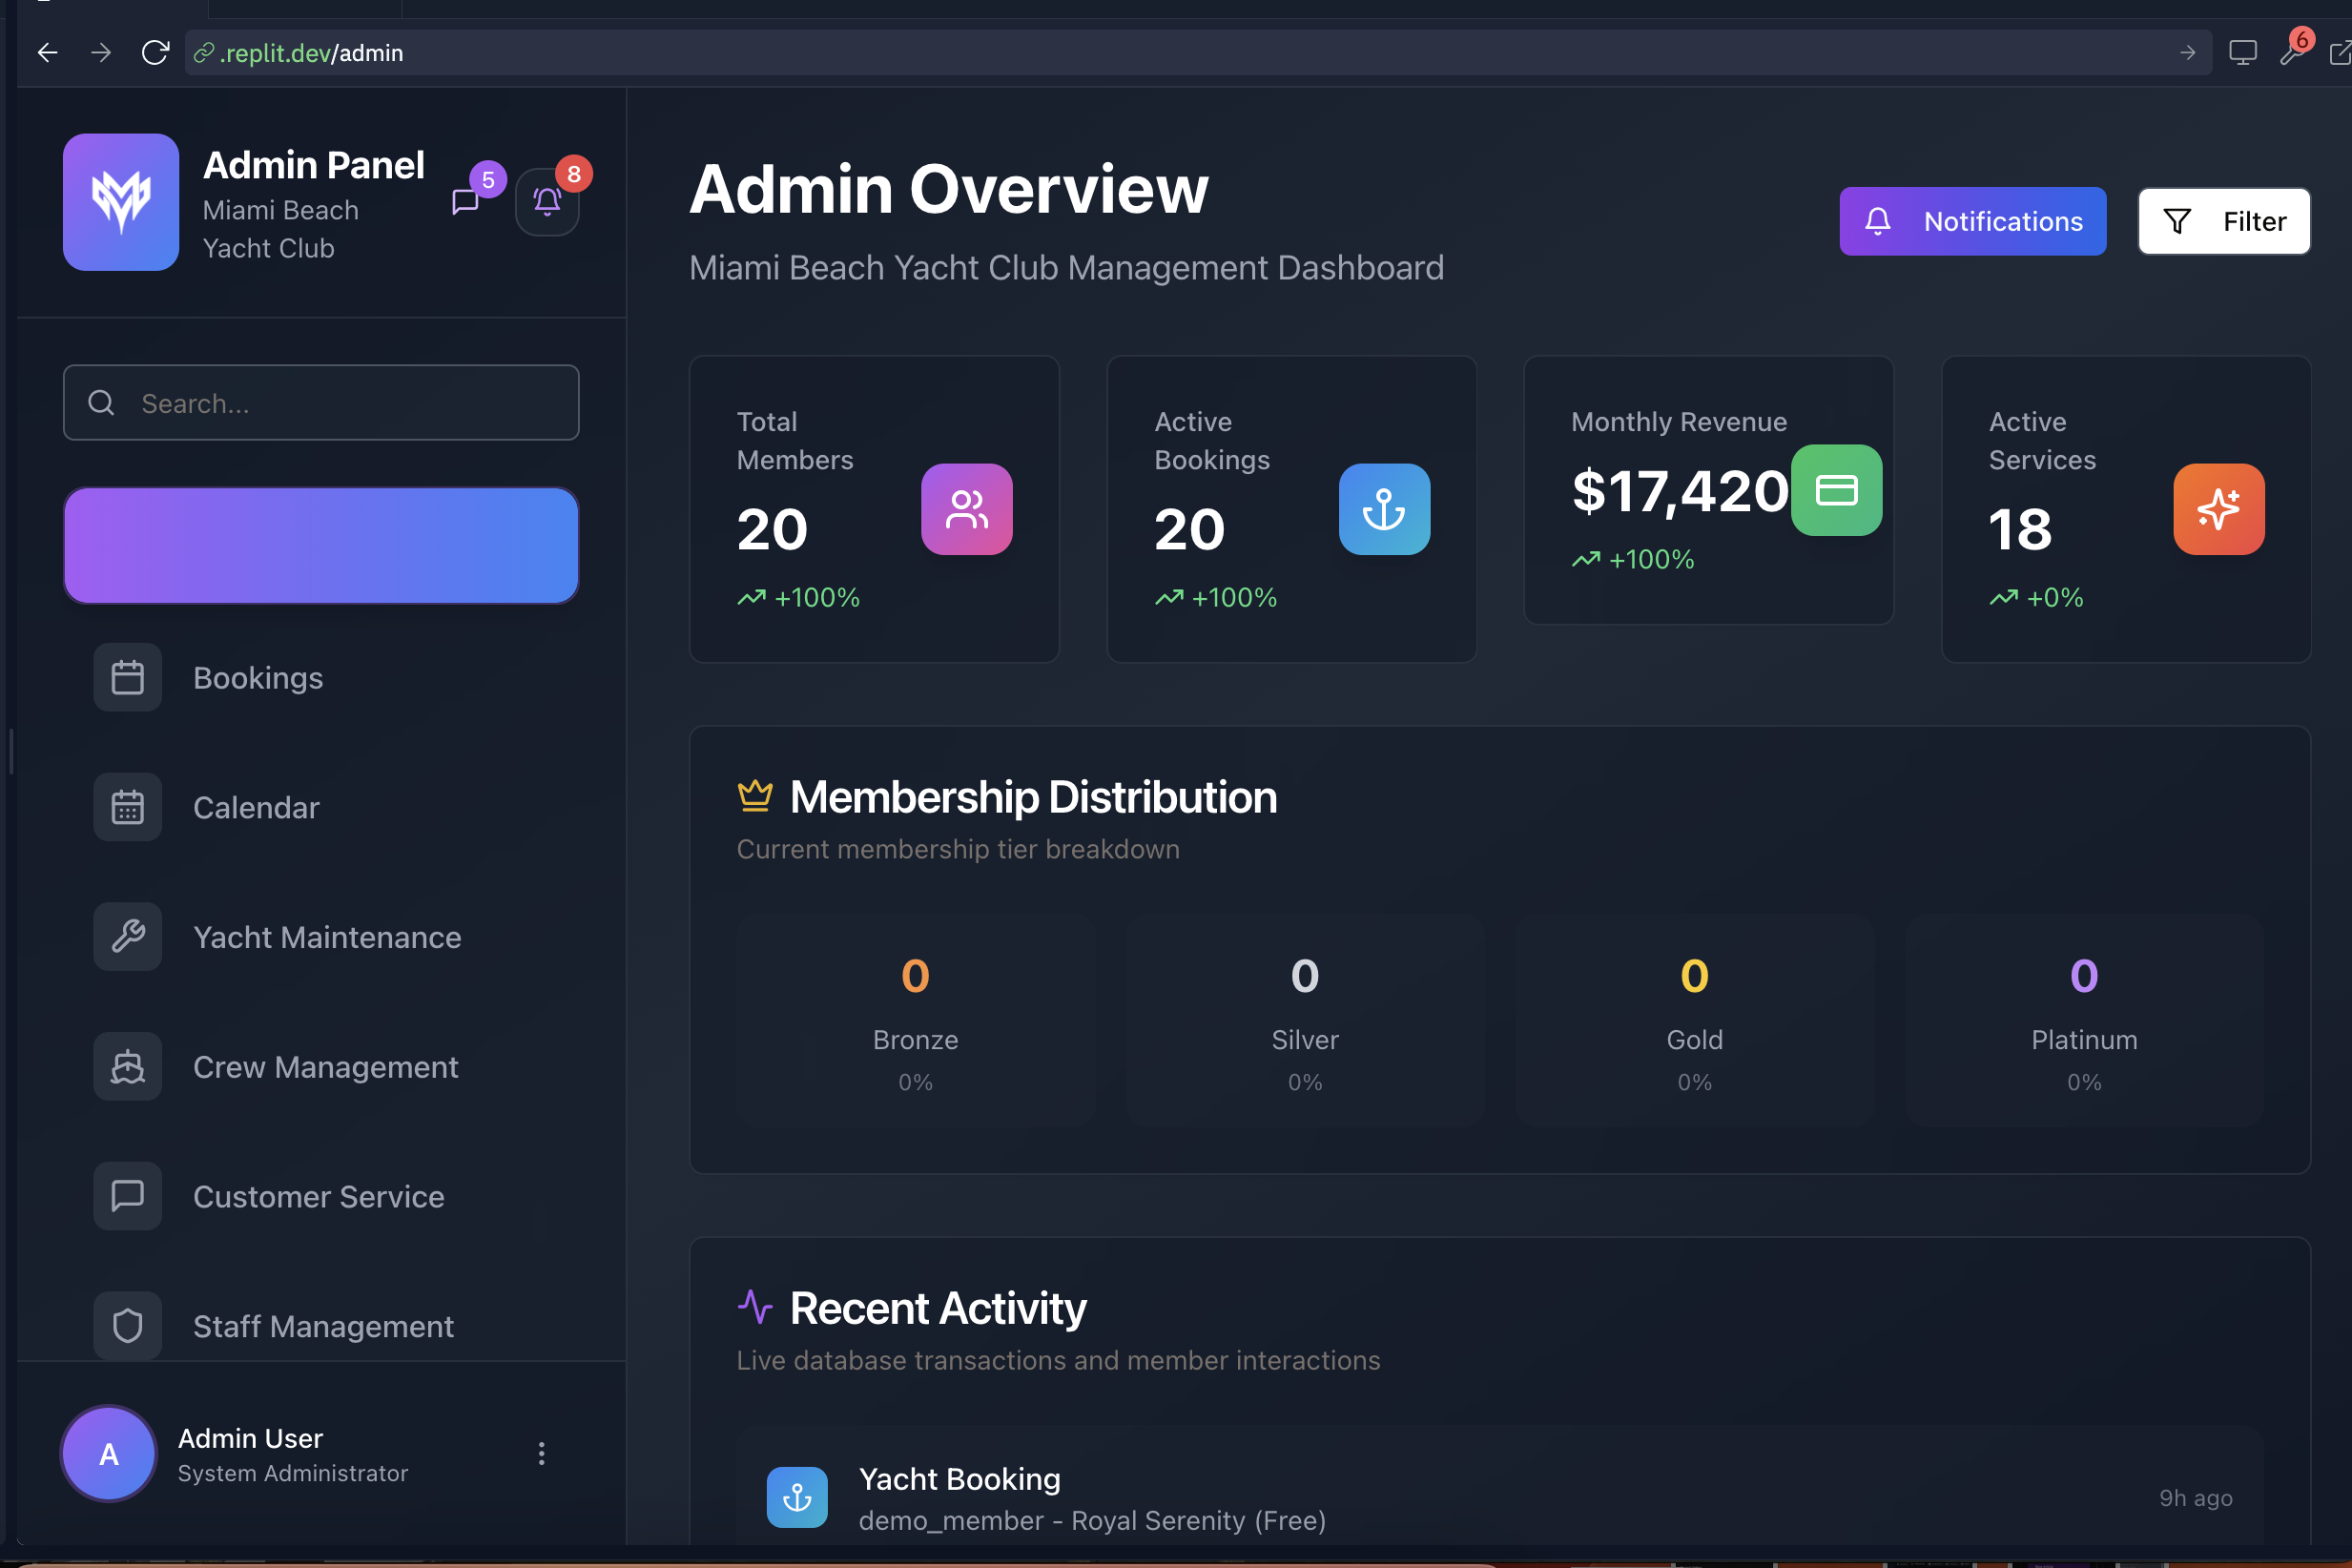 .replit.dev/admin
6
Admin Panel
Miami Beach
Yacht Club
5
8
Search...
Bookings
Calendar
Yacht Maintenance
Crew Management
Customer Service
Staff Management
A
Admin User
System Administrator
Admin Overview
Miami Beach Yacht Club Management Dashboard
Notifications
Filter
Total
Members
20
+100%
Active
Bookings
20
+100%
Monthly Revenue
$17,420
+100%
Active
Services
18
+0%
Membership Distribution
Current membership tier breakdown
0
Bronze
0%
0
Silver
0%
0
Gold
0%
0
Platinum
0%
Recent Activity
Live database transactions and member interactions
Yacht Booking
demo_member - Royal Serenity (Free)
9h ago